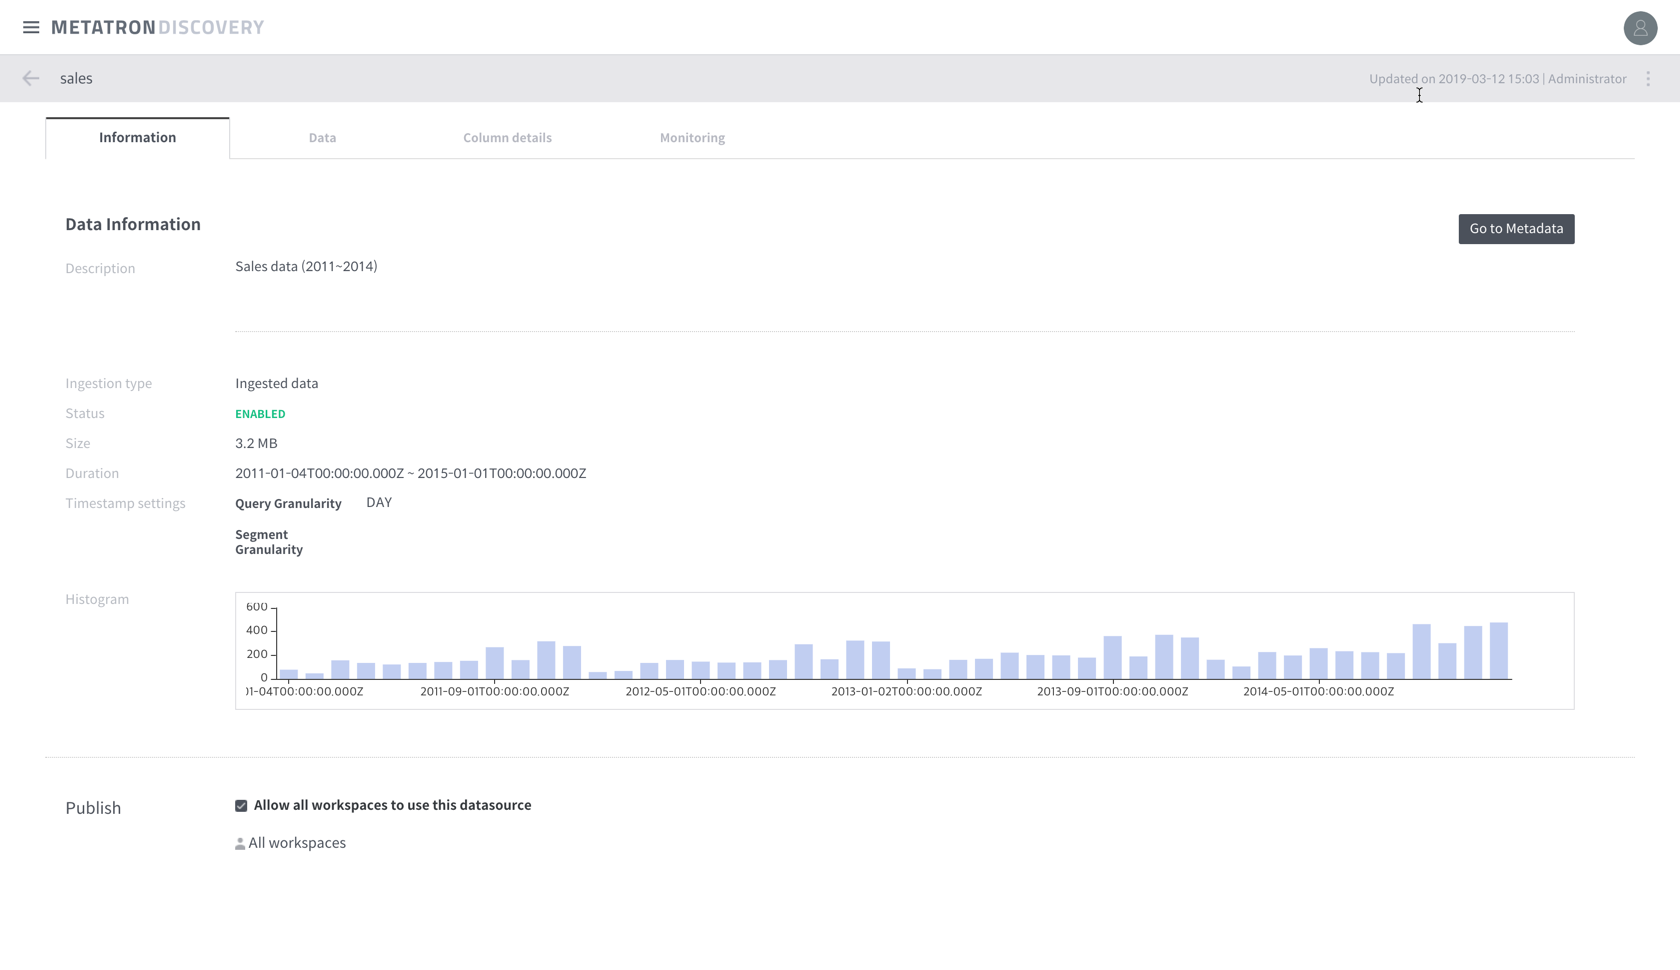 METATRON DISCOVERY
sales
Updated on 2019-03-12 15:03 | Administrator
Information
Data
Column details
Monitoring
Data Information
Go to Metadata
Description
Sales data (2011~2014)
Ingestion type
Ingested data
Status
ENABLED
Size
3.2 MB
Duration
2011-01-04T00:00:00.000Z ~ 2015-01-01T00:00:00.000Z
Timestamp settings
Query Granularity
DAY
Segment
Granularity
Histogram
600
400
200
0
01-04T00:00:00.000Z
2011-09-01T00:00:00.000Z
2012-05-01T00:00:00.000Z
2013-01-02T00:00:00.000Z
2013-09-01T00:00:00.000Z
2014-05-01T00:00:00.000Z
Publish
Allow all workspaces to use this datasource
All workspaces